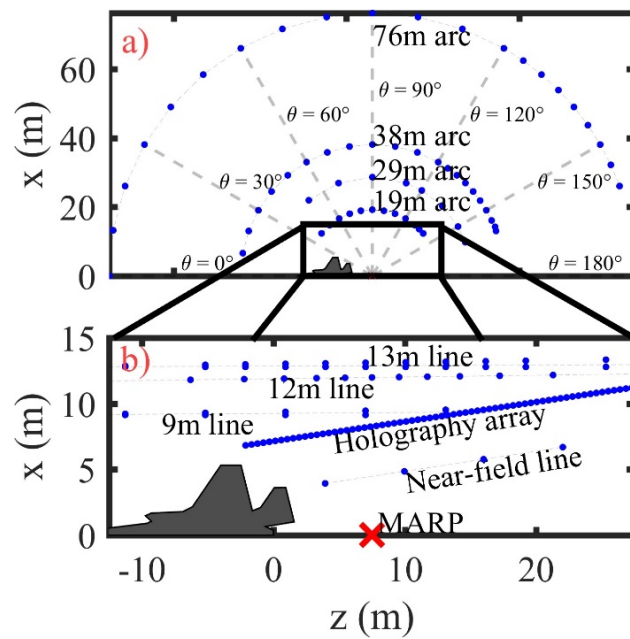 a)
76m arc
θ = 90°
θ = 60°
θ = 120°
38m arc
29m arc
θ = 30°
θ = 150°
19m arc
θ = 0°
θ = 180°
x (m)
60
40
20
0
b)
13m line
12m line
9m line
Holography array
Near-field line
MARP
x (m)
15
10
5
0
-10
0
10
20
z (m)